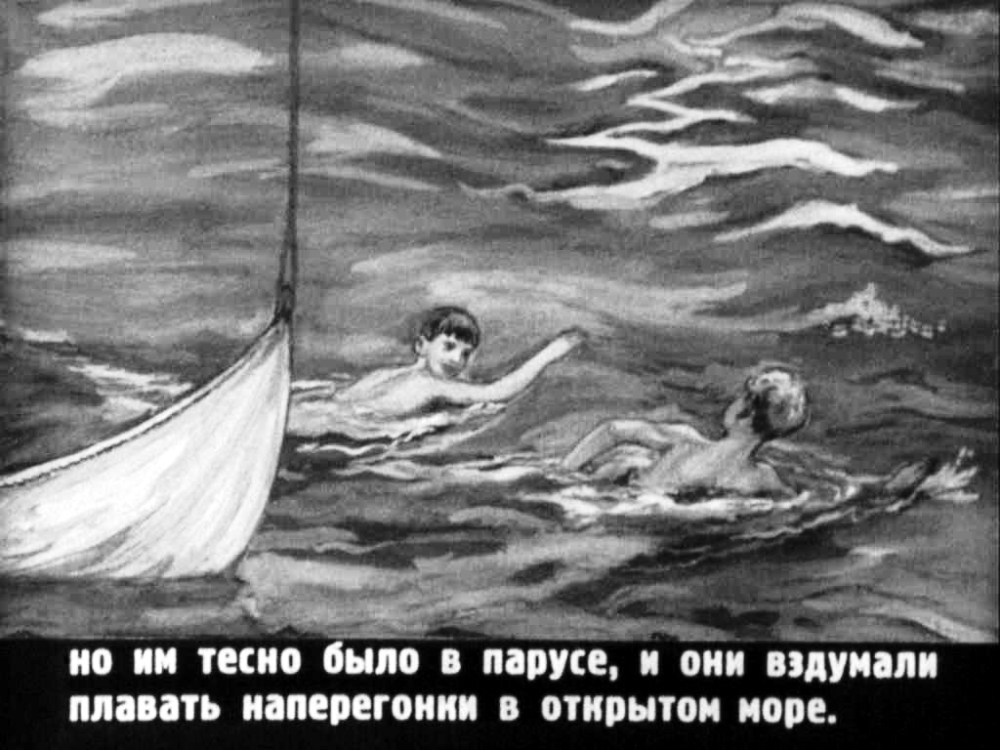 но им тесно было в парусе, и они вздумали
плавать наперегонки в открытом море.